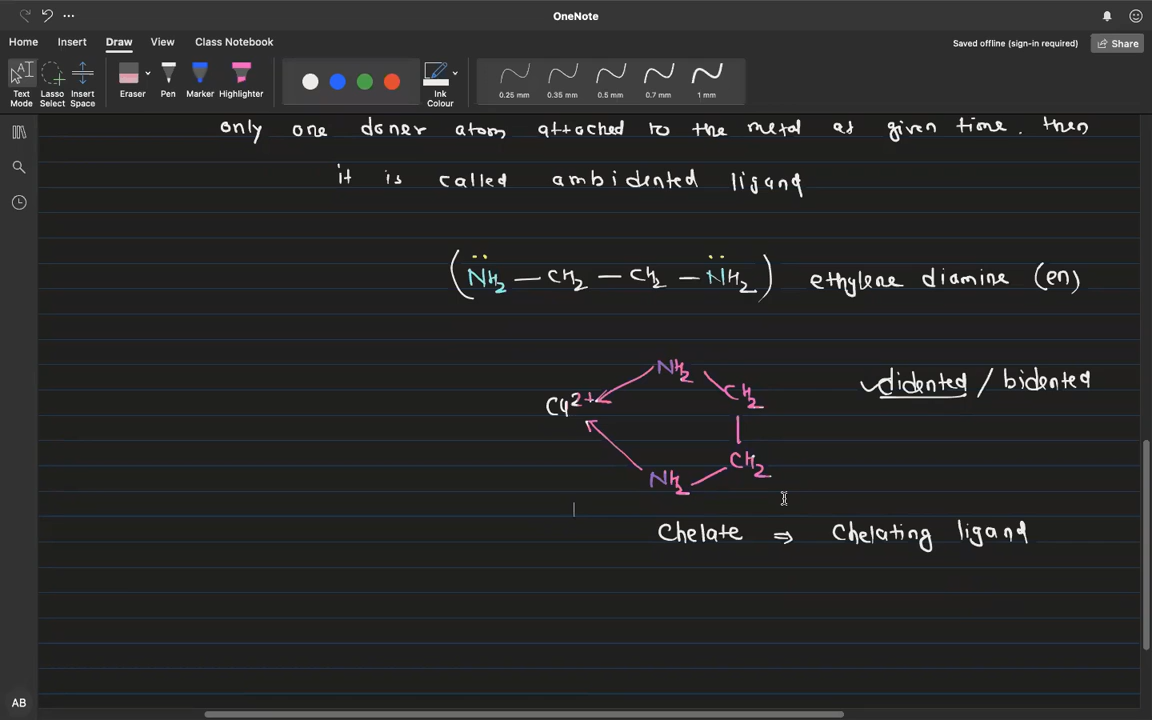 OneNote
Home Insert Draw View Class Notebook
Saved offline (sign-in required) Share
Text Mode Lasso Select Insert Space Eraser Pen Marker Highlighter Ink Colour 0.25 mm 0.35 mm 0.5 mm 0.7 mm 1 mm
only one doner atom attached to the metal as given time. then
it is called ambidented ligand
(NH2 — CH2 — CH2 — NH2) ethylene diamine (en)
NH2
didented / bidented
CH2
Cu2+
CH2
NH2
Chelate ⇒ Chelating ligand
AB